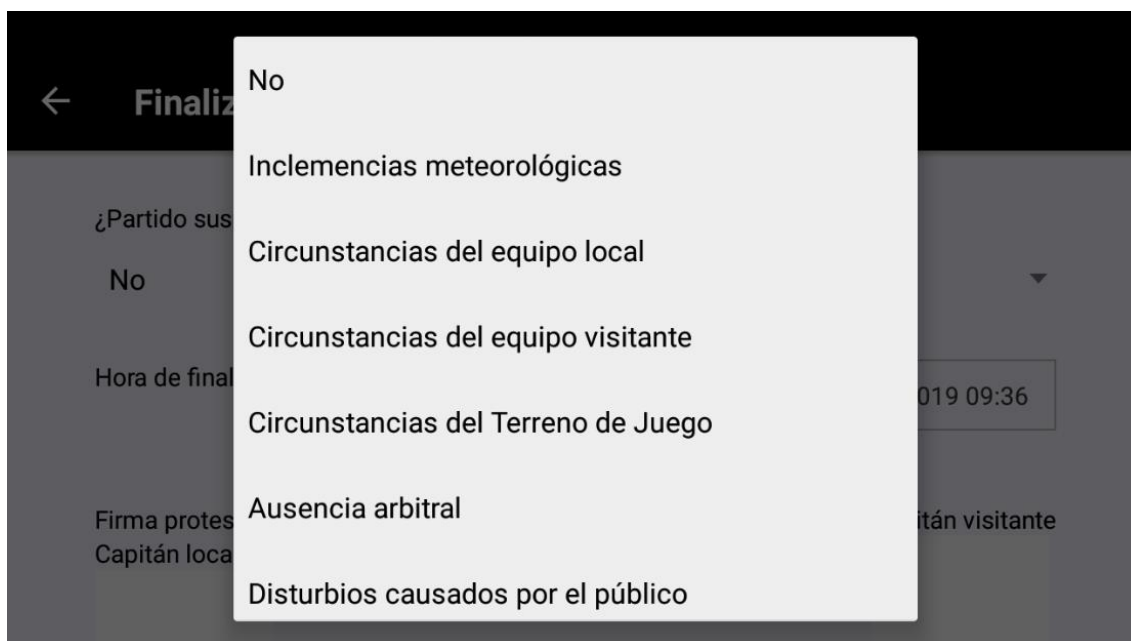 No
← Finaliz
Inclemencias meteorológicas
¿Partido sus
Circunstancias del equipo local
No
Circunstancias del equipo visitante
Hora de final
019 09:36
Circunstancias del Terreno de Juego
Ausencia arbitral
Firma protes
itán visitante
Capitán loca
Disturbios causados por el público